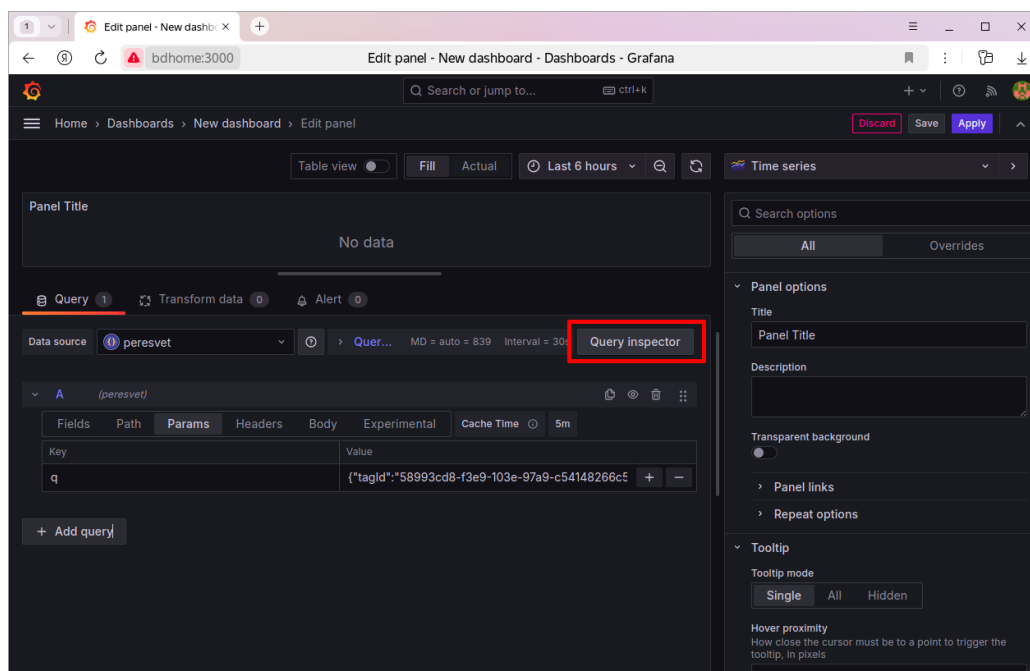 1
Edit panel - New dashbo
bdhome:3000
Edit panel - New dashboard - Dashboards - Grafana
Search or jump to...
ctrl+k
Home › Dashboards › New dashboard › Edit panel
Discard
Save
Apply
Table view
Fill
Actual
Last 6 hours
Time series
Panel Title
No data
Query 1
Transform data 0
Alert 0
Data source
peresvet
Quer...
MD = auto = 839
Interval = 30s
Query inspector
A
(peresvet)
Fields
Path
Params
Headers
Body
Experimental
Cache Time
5m
Key
Value
q
{"tagId":"58993cd8-f3e9-103e-97a9-c54148266c5
+ Add query
Search options
All
Overrides
Panel options
Title
Panel Title
Description
Transparent background
Panel links
Repeat options
Tooltip
Tooltip mode
Single
All
Hidden
Hover proximity
How close the cursor must be to a point to trigger the
tooltip, in pixels